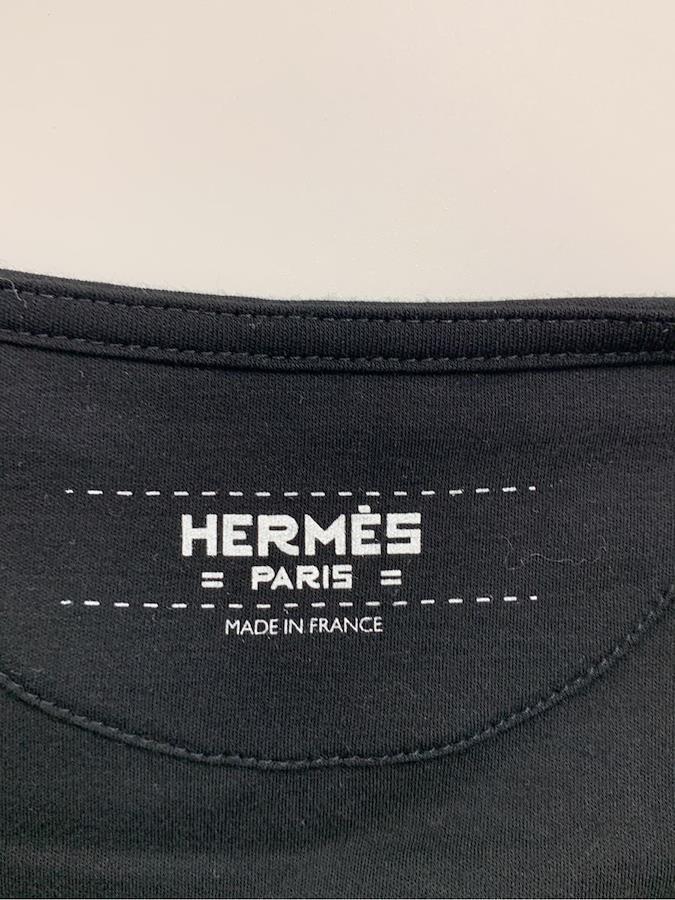 HERMÈS
= PARIS =
MADE IN FRANCE